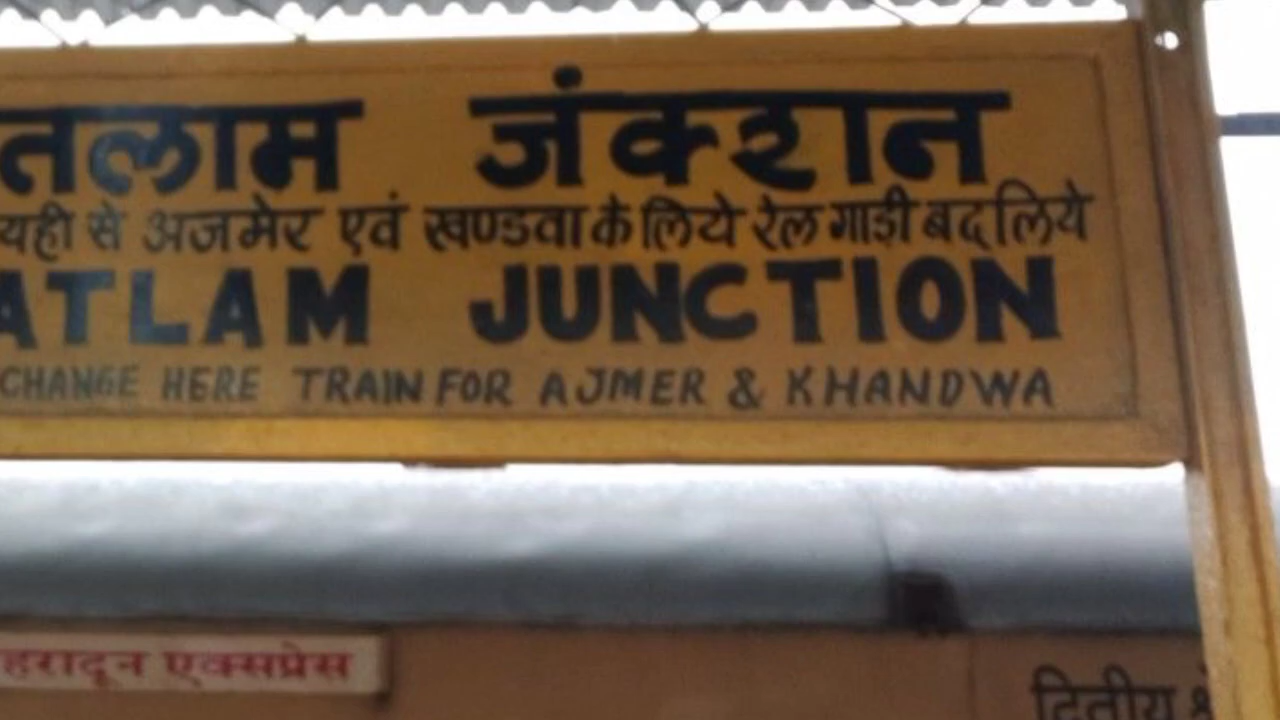 तलाम जंक्शन
यही से अजमेर एवं खण्डवा के लिये रेल गाडी बदलिये
ATLAM JUNCTION
CHANGE HERE TRAIN FOR AJMER & KHANDWA
हरादून एक्सप्रेस
द्वितीय